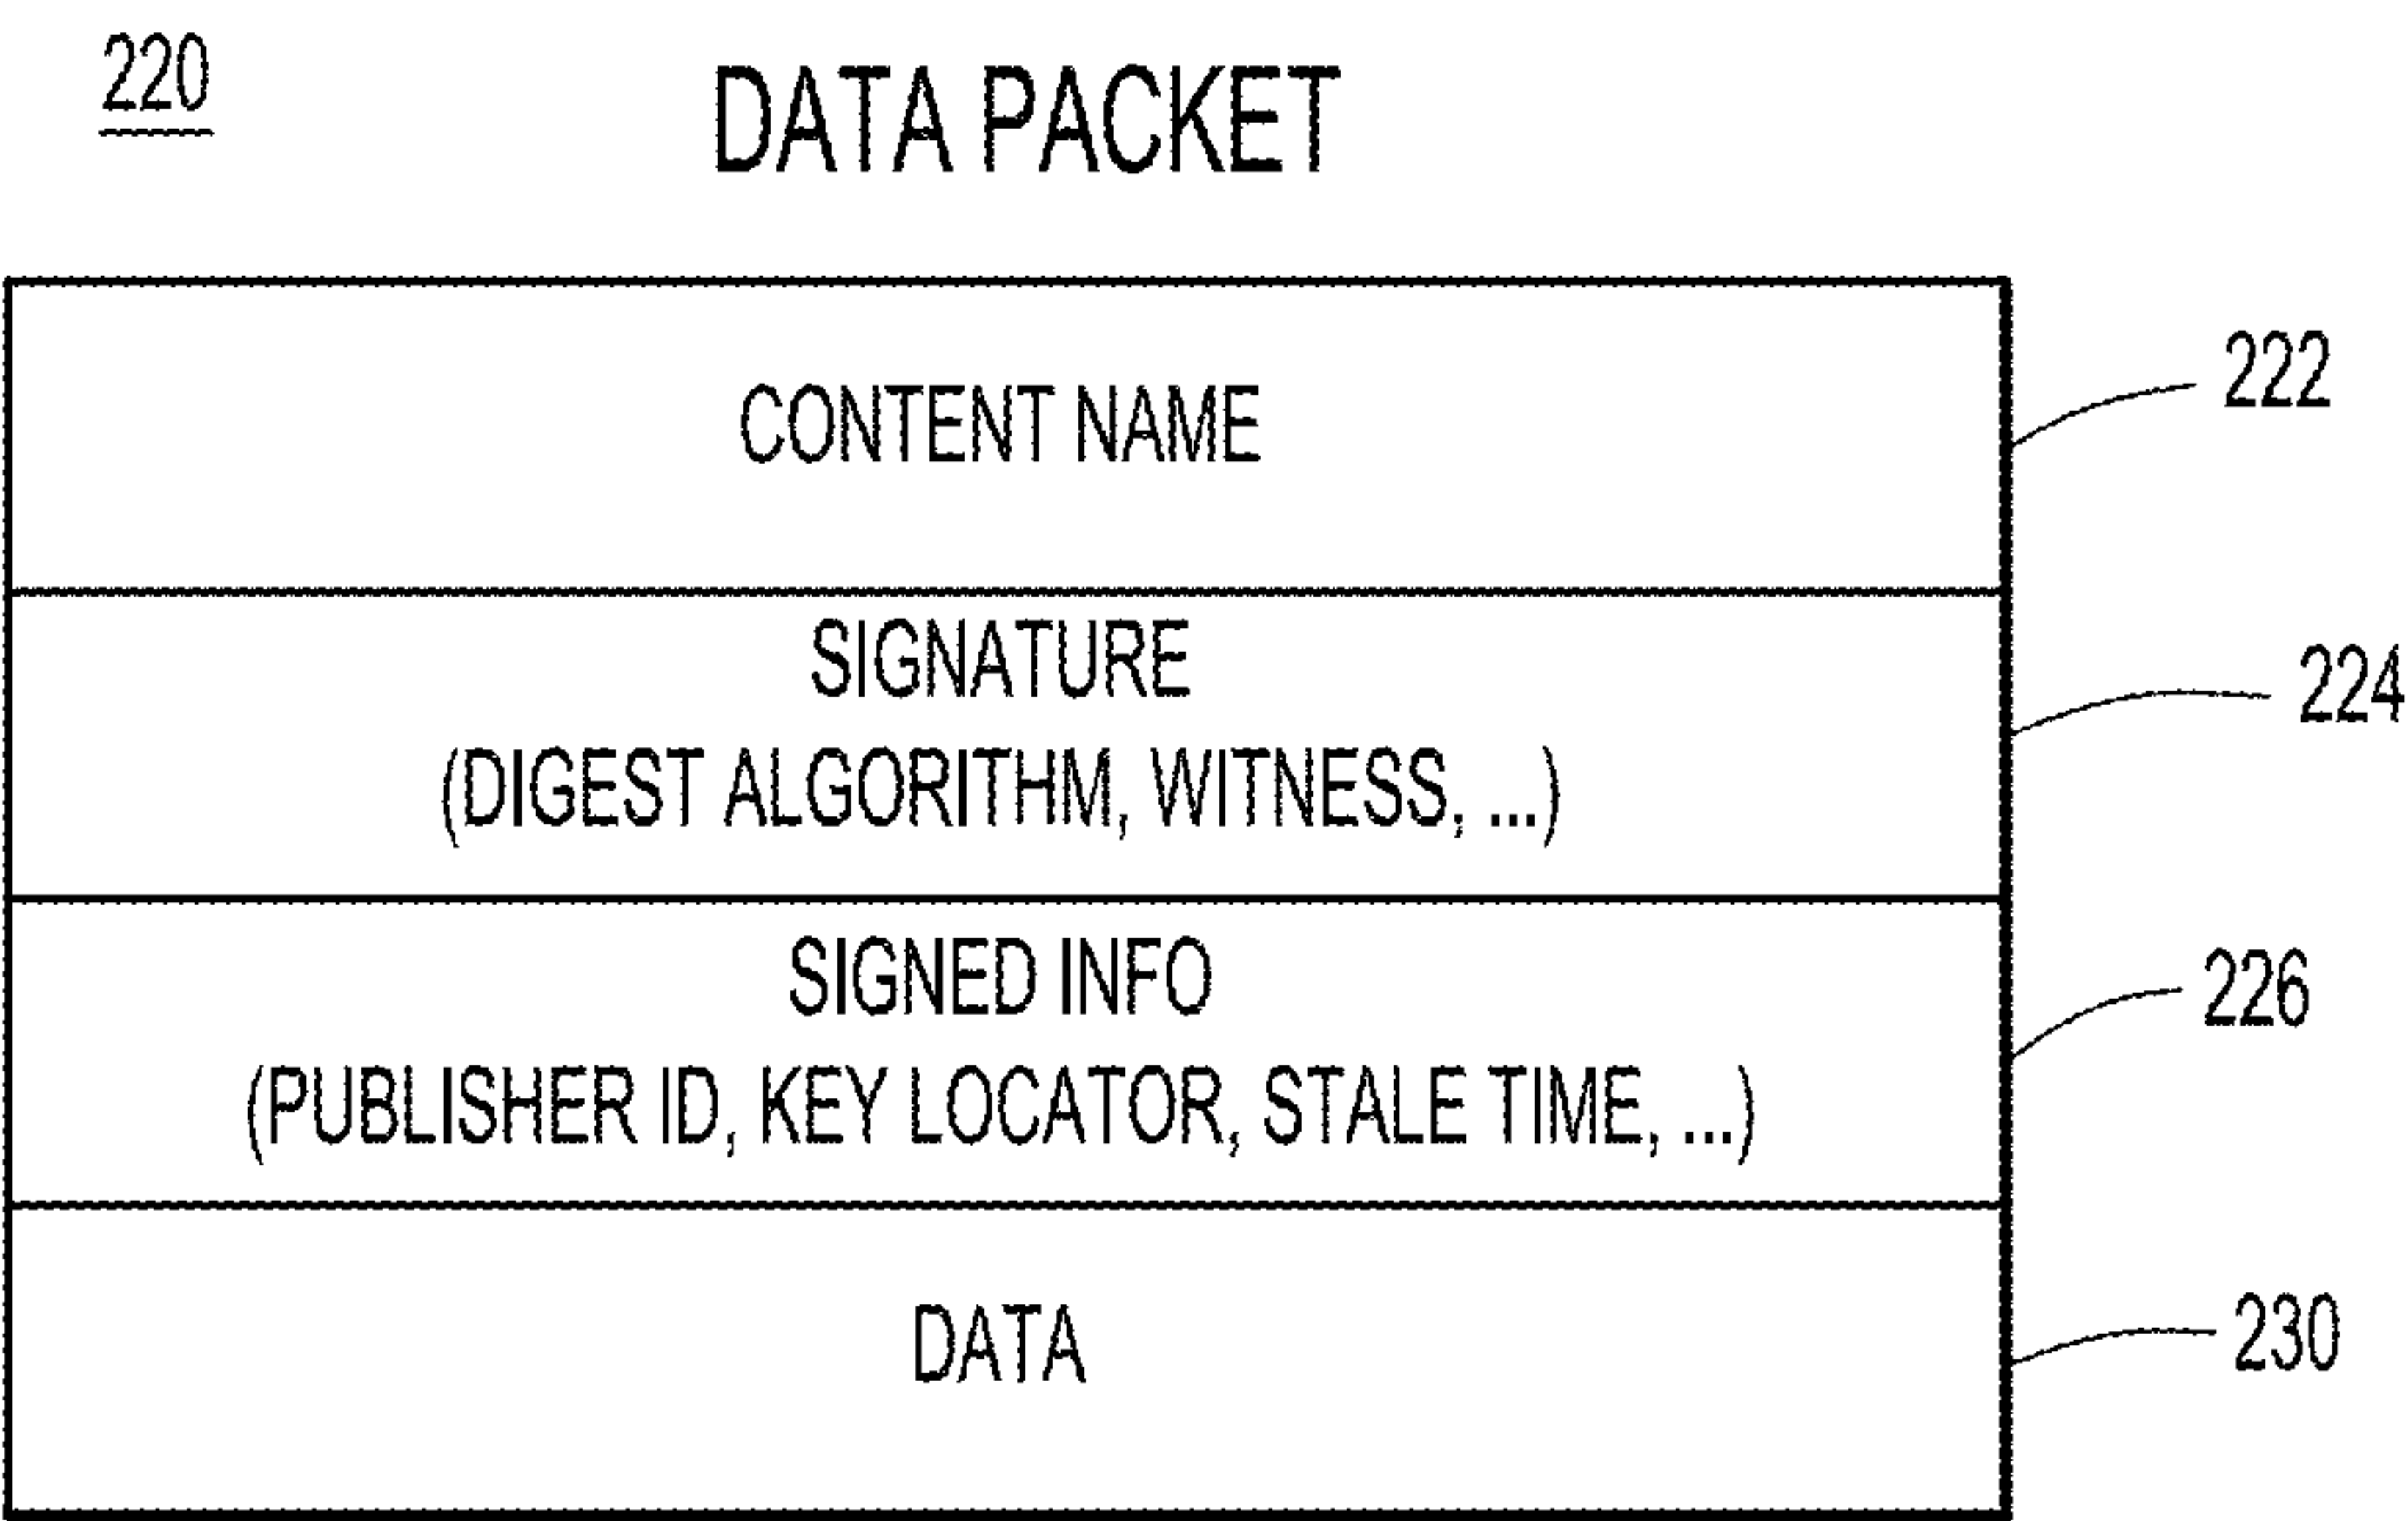 220
DATA PACKET
CONTENT NAME
222
SIGNATURE
(DIGEST ALGORITHM, WITNESS, ...)
224
SIGNED INFO
(PUBLISHER ID, KEY LOCATOR, STALE TIME, ...)
226
DATA
230